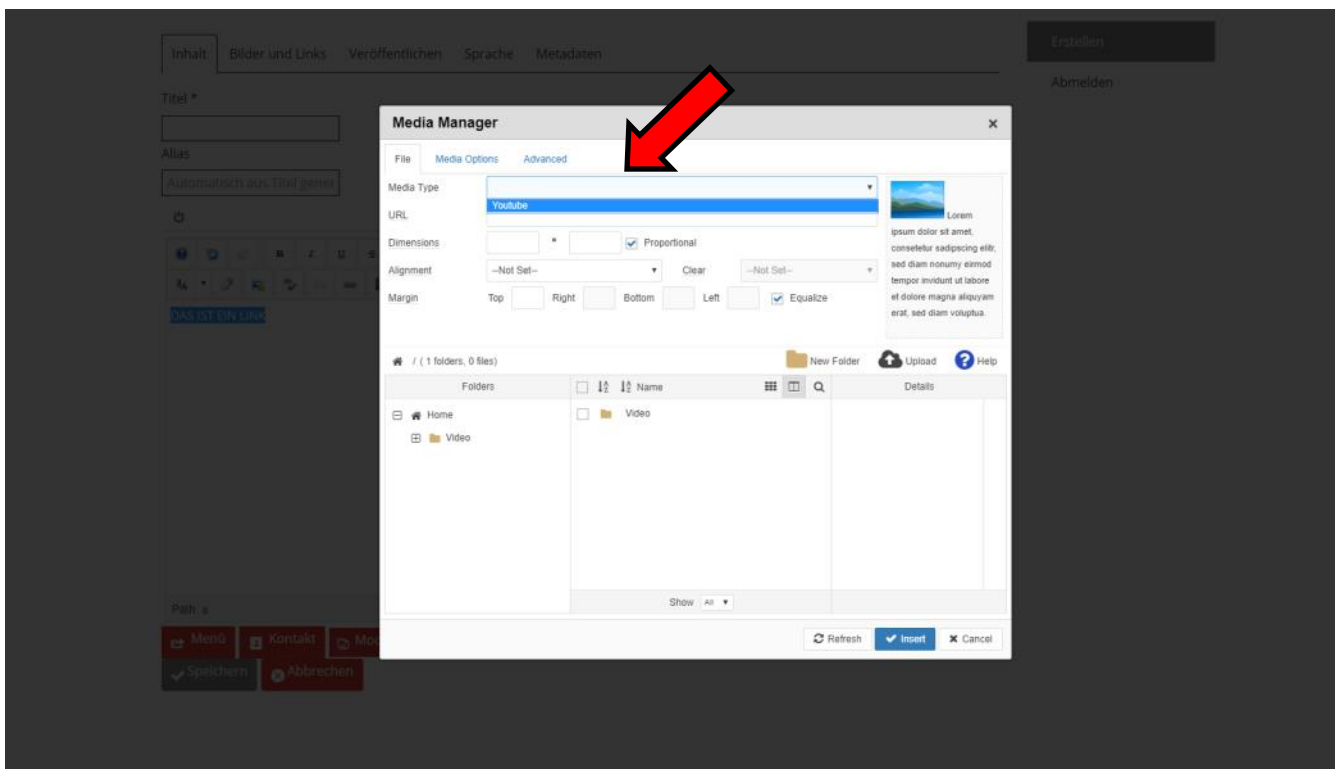 Inhalt Bilder und Links Veröffentlichen Sprache Metadaten
Erstellen
Abmelden
Titel *
Alias
Automatisch aus Titel
DAS IST EIN LINK
Path
Menü Kontakt
Speichern Abbrechen
Media Manager
File Media Options Advanced
Media Type
Youtube
URL
Dimensions * Proportional
Alignment --Not Set-- Clear --Not Set--
Margin Top Right Bottom Left Equalize
Lorem
ipsum dolor sit amet,
consetetur sadipscing elitr,
sed diam nonumy eirmod
tempor invidunt ut labore
et dolore magna aliquyam
erat, sed diam voluptua.
/ ( 1 folders, 0 files) New Folder Upload Help
Folders Name Details
Home Video
Video
Show All
Refresh Insert Cancel